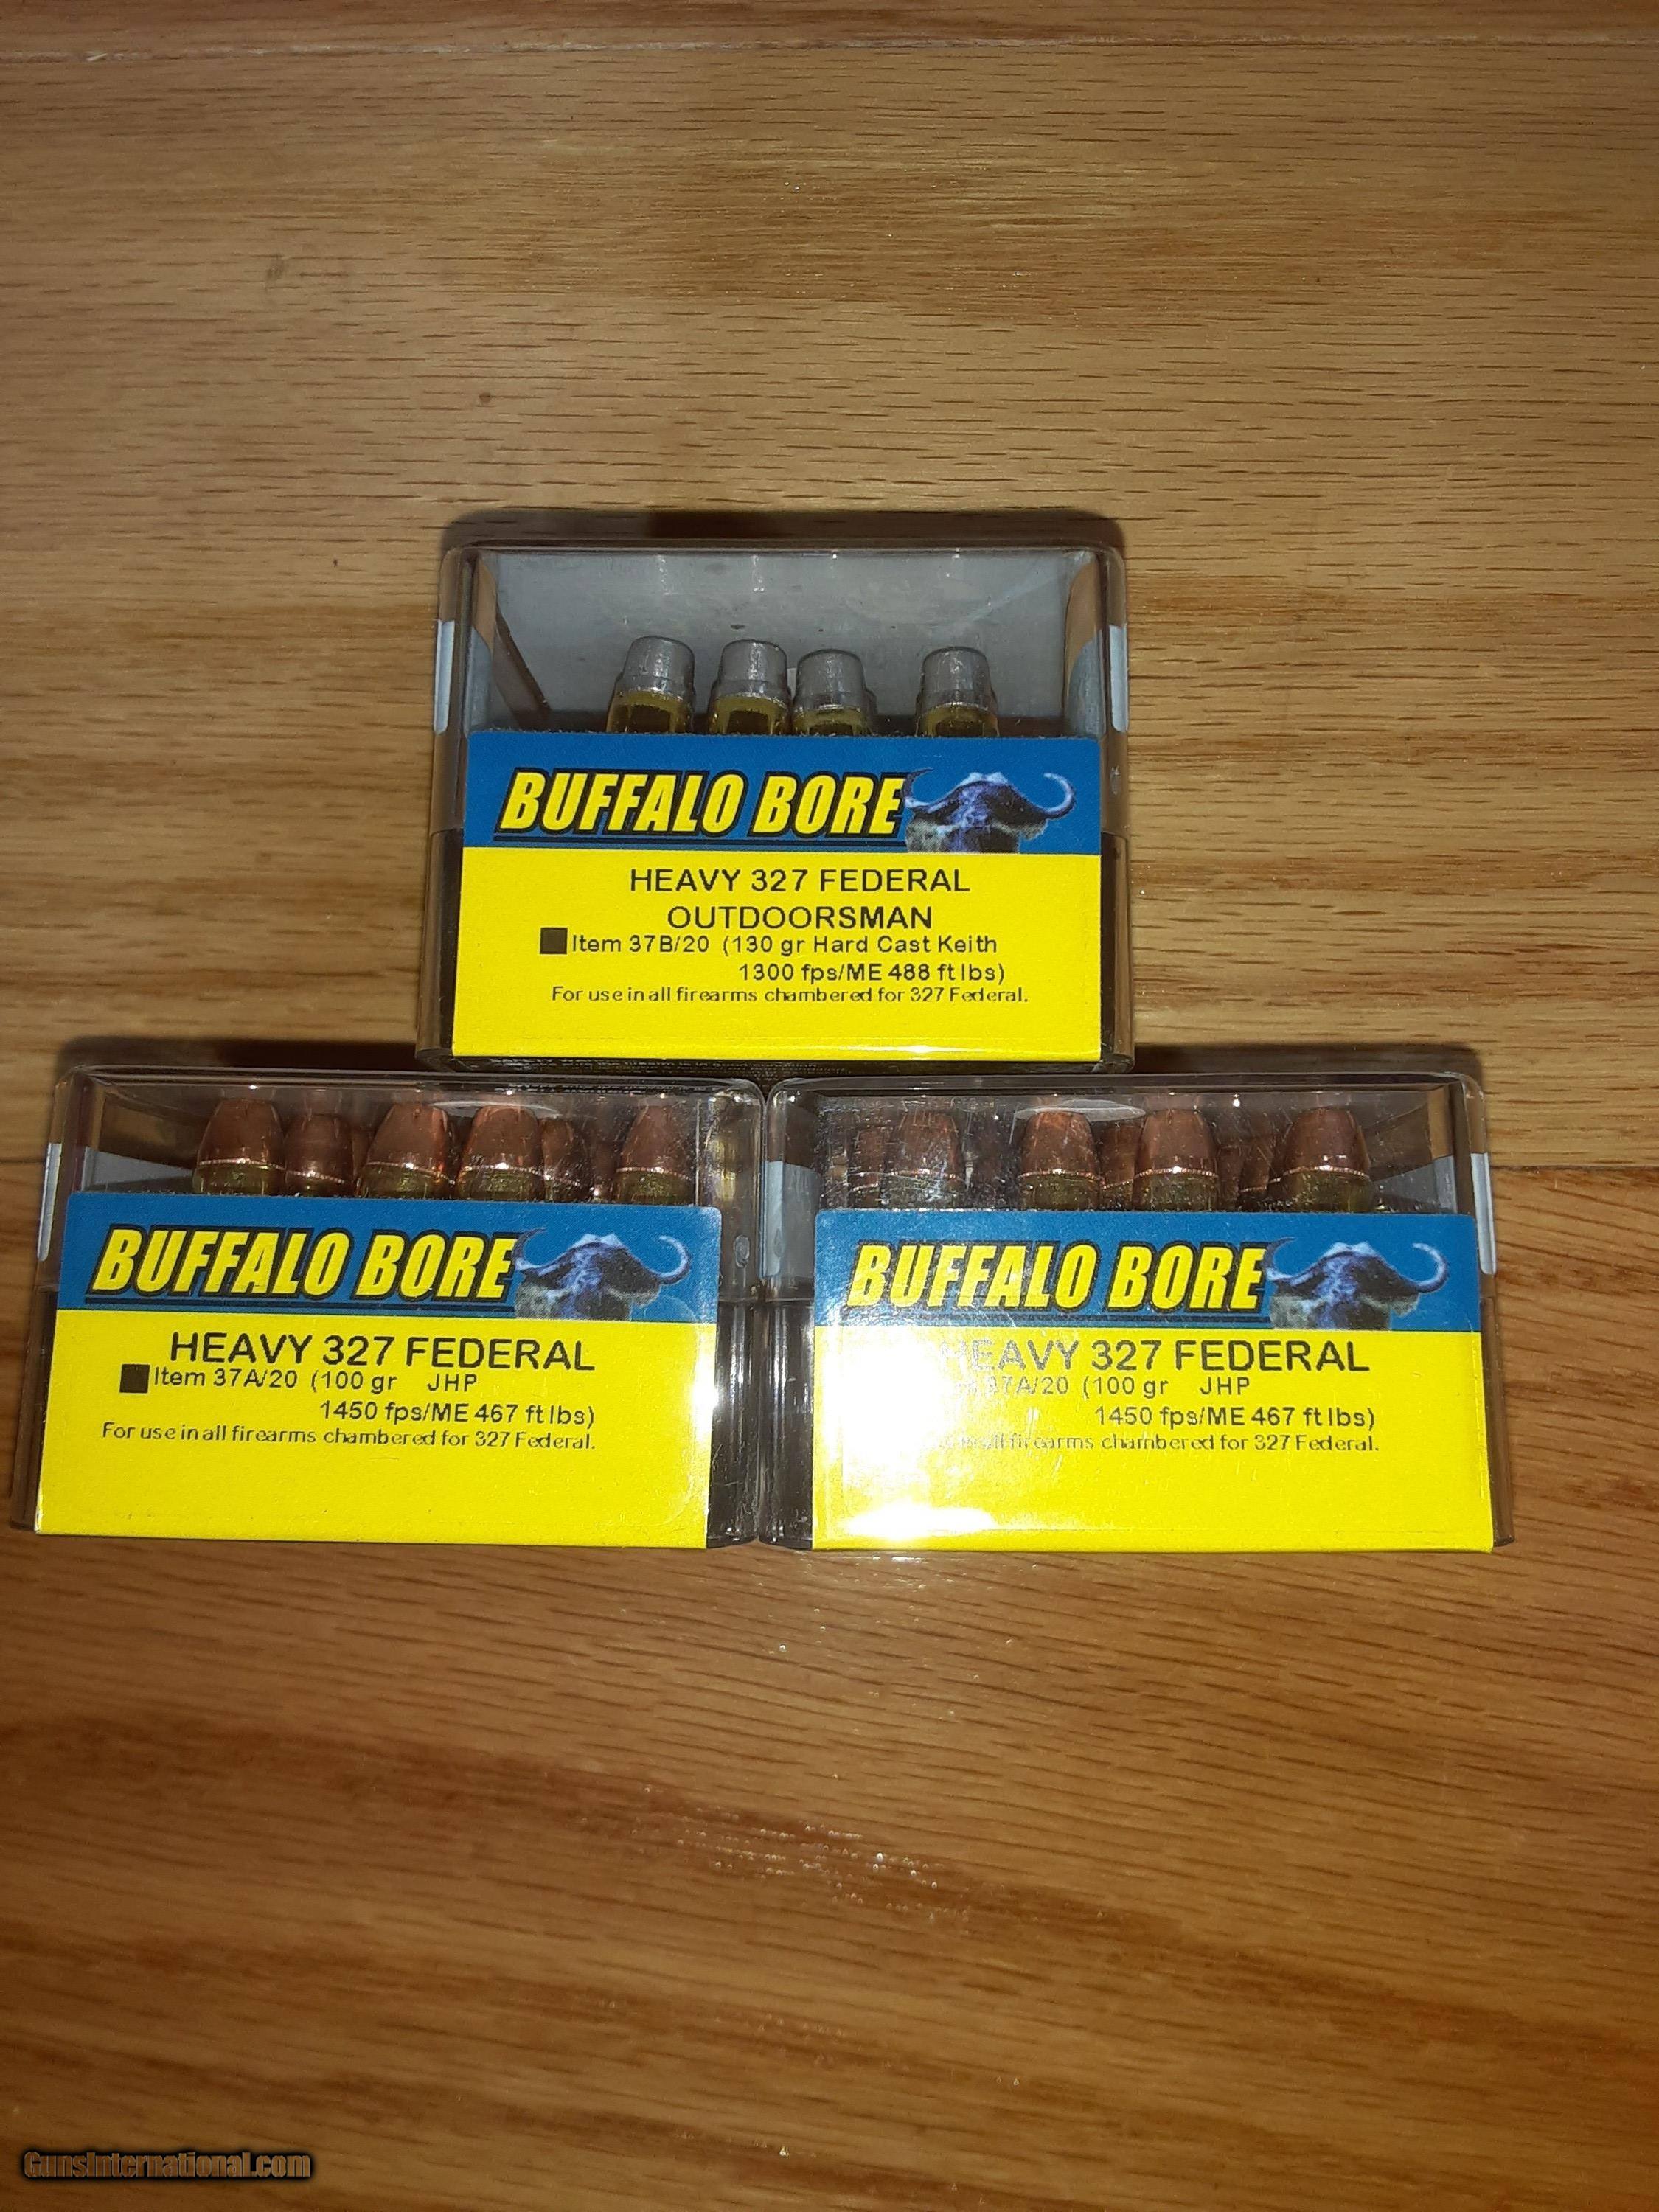 BUFFALO BORE
HEAVY 327 FEDERAL
OUTDOORSMAN
Item 37B/20 (130 gr Hard Cast Keith
1300 fps/ME 488 ft lbs)
For use in all firearms chambered for 327 Federal.
BUFFALO BORE
HEAVY 327 FEDERAL
Item 37A/20 (100 gr JHP
1450 fps/ME 467 ft lbs)
For use in all firearms chambered for 327 Federal.
BUFFALO BORE
HEAVY 327 FEDERAL
37A/20 (100 gr JHP
1450 fps/ME 467 ft lbs)
all firearms chambered for 327 Federal.
GunsInternational.com